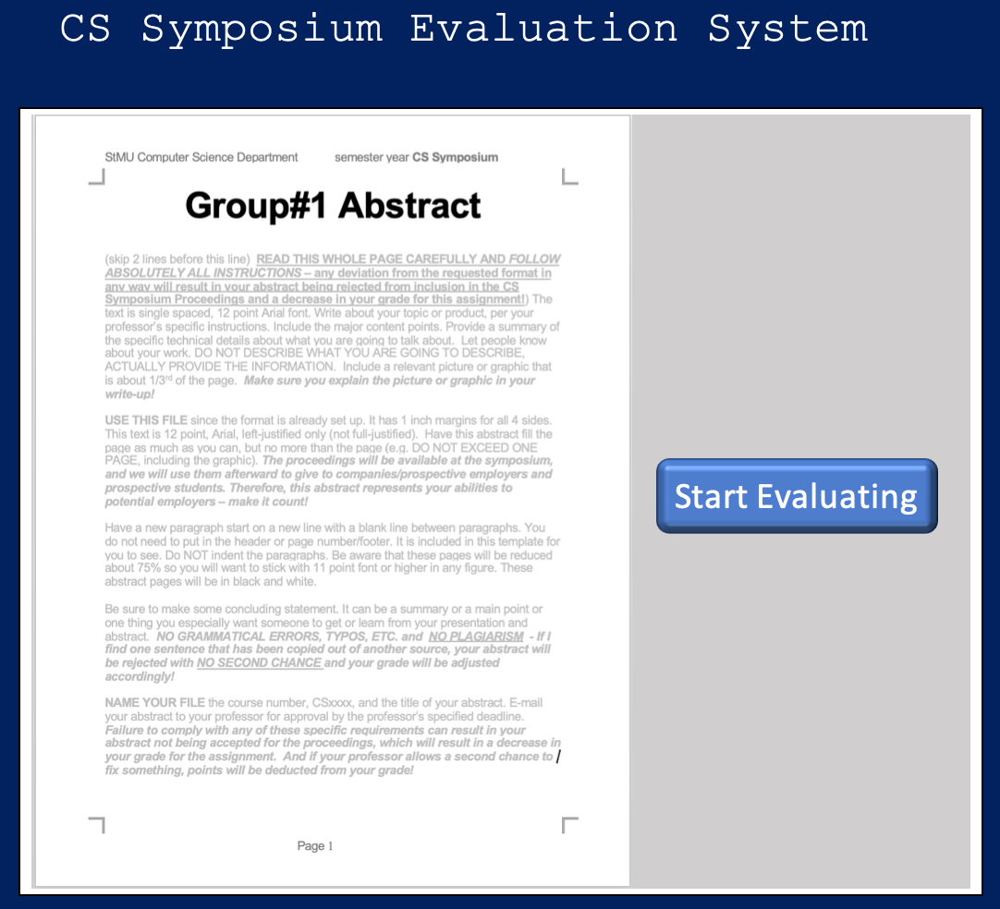 CS Symposium Evaluation System
StMU Computer Science Department semester year CS Symposium
Group#1 Abstract
(skip 2 lines before this line) READ THIS WHOLE PAGE CAREFULLY AND FOLLOW
ABSOLUTELY ALL INSTRUCTIONS – any deviation from the requested format in
any way will result in your abstract being rejected from inclusion in the CS
Symposium Proceedings and a decrease in your grade for this assignment!) The
text is single spaced, 12 point Arial font. Write about your topic or product, per your
professor's specific instructions. Include the major content points. Provide a summary of
the specific technical details about what you are going to talk about. Let people know
about your work. DO NOT DESCRIBE WHAT YOU ARE GOING TO DESCRIBE,
ACTUALLY PROVIDE THE INFORMATION. Include a relevant picture or graphic that
is about 1/3rd of the page. Make sure you explain the picture or graphic in your
write-up!
USE THIS FILE since the format is already set up. It has 1 inch margins for all 4 sides.
This text is 12 point, Arial, left-justified only (not full-justified). Have this abstract fill the
page as much as you can, but no more than the page (e.g. DO NOT EXCEED ONE
PAGE, including the graphic). The proceedings will be available at the symposium,
and we will use them afterward to give to companies/prospective employers and
prospective students. Therefore, this abstract represents your abilities to
potential employers – make it count!
Start Evaluating
Have a new paragraph start on a new line with a blank line between paragraphs. You
do not need to put in the header or page number/footer. It is included in this template for
you to see. Do NOT indent the paragraphs. Be aware that these pages will be reduced
about 75% so you will want to stick with 11 point font or higher in any figure. These
abstract pages will be in black and white.
Be sure to make some concluding statement. It can be a summary or a main point or
one thing you especially want someone to get or learn from your presentation and
abstract. NO GRAMMATICAL ERRORS, TYPOS, ETC. and NO PLAGIARISM - If I
find one sentence that has been copied out of another source, your abstract will
be rejected with NO SECOND CHANCE and your grade will be adjusted
accordingly!
NAME YOUR FILE the course number, CSxxxx, and the title of your abstract. E-mail
your abstract to your professor for approval by the professor's specified deadline.
Failure to comply with any of these specific requirements can result in your
abstract not being accepted for the proceedings, which will result in a decrease in
your grade for the assignment. And if your professor allows a second chance to
fix something, points will be deducted from your grade!
Page 1